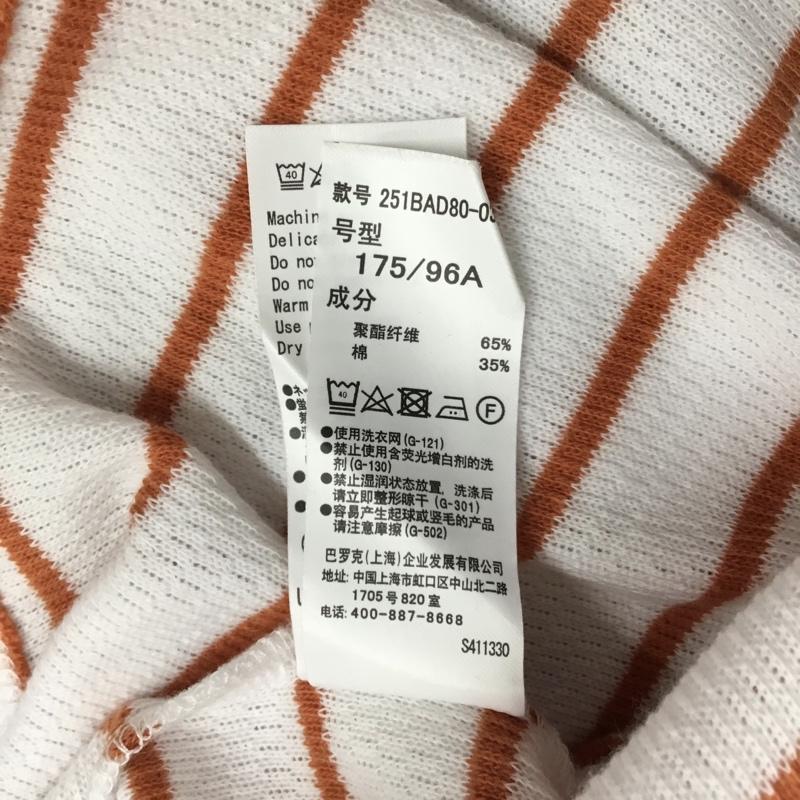 40
Machin
Delica
Do no
Do no
Warm
Use
Dry
款号 251BAD80-0
号型
175/96A
成分
聚酯纤维 65%
棉 35%
40
F
●使用洗衣网(G-121)
●禁止使用含荧光增白剂的洗
剂(G-130)
●禁止湿润状态放置，洗涤后
请立即整形晾干(G-301)
●容易产生起球或竖毛的产品
请注意摩擦(G-502)
巴罗克(上海)企业发展有限公司
地址: 中国上海市虹口区中山北二路
1705号820室
电话: 400-887-8668
S411330